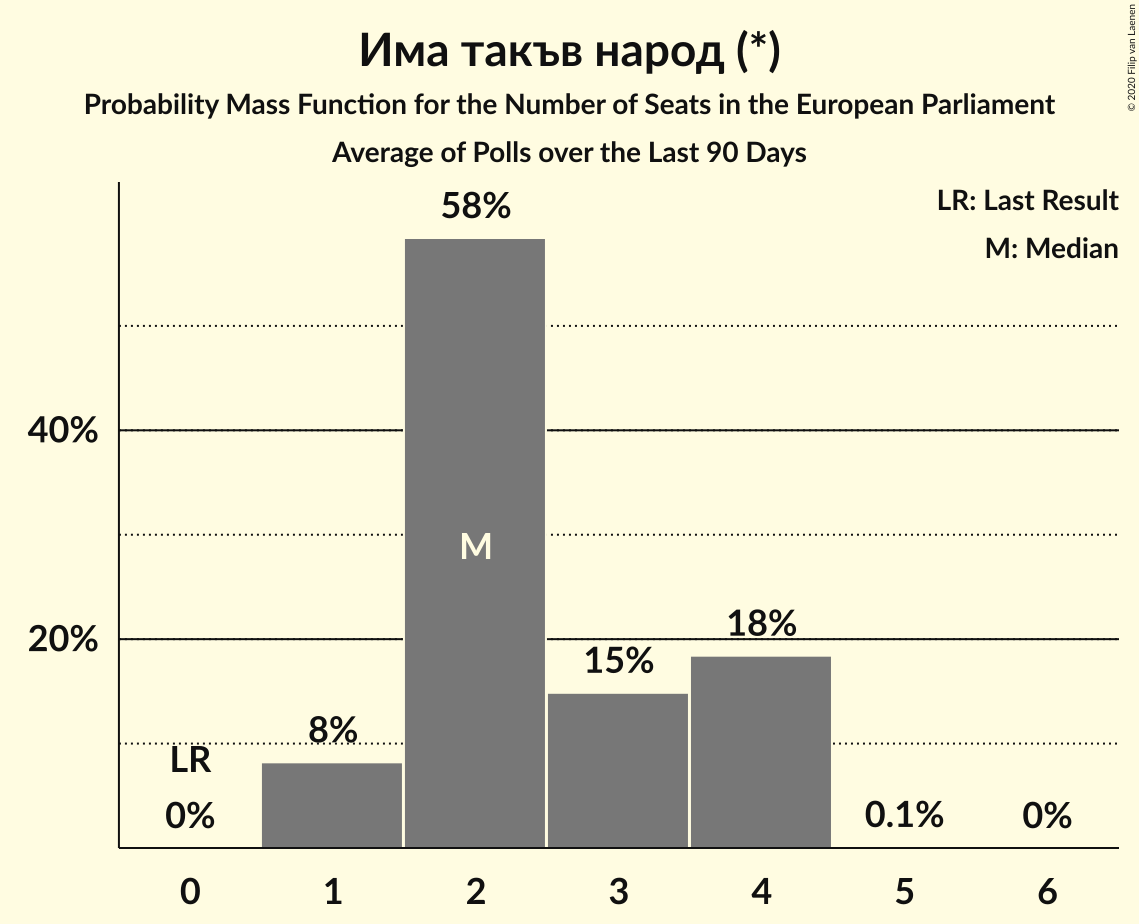 Има такъв народ (*)
Probability Mass Function for the Number of Seats in the European Parliament
Average of Polls over the Last 90 Days
© 2020 Filip van Laenen
LR: Last Result
M: Median
58%
40%
M
20%
18%
15%
8%
LR
0%
0.1%
0%
0 1 2 3 4 5 6